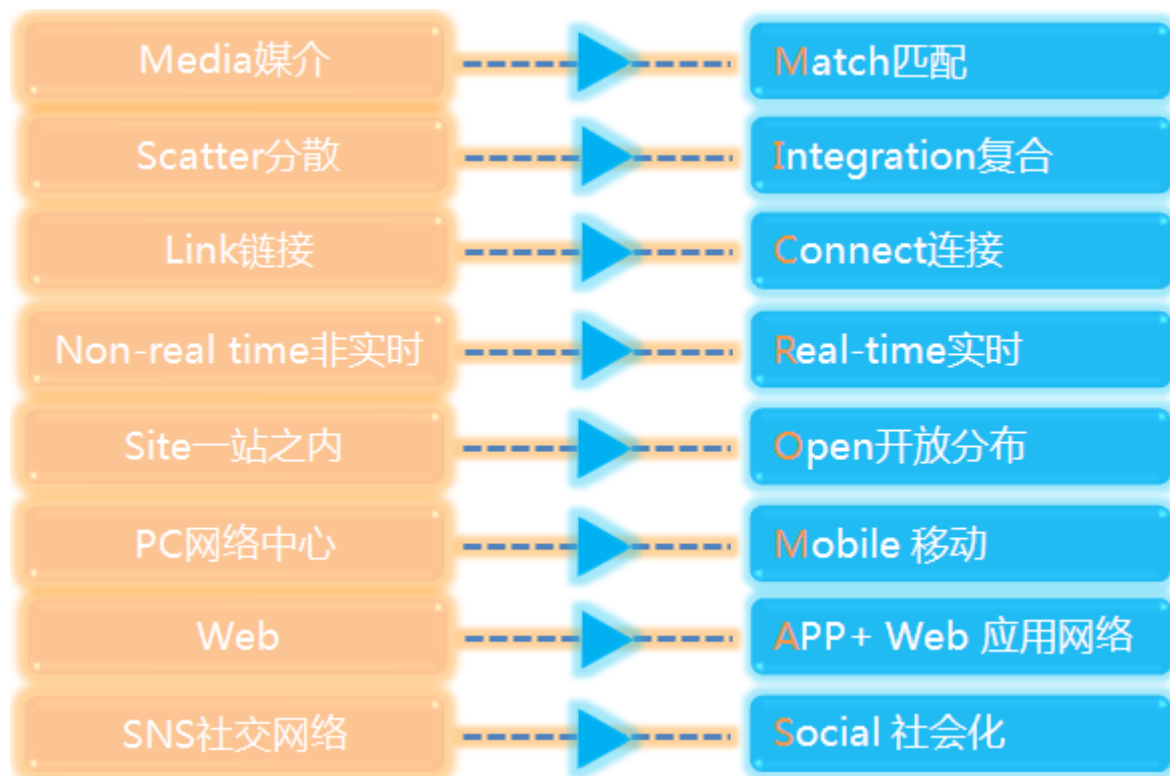 Media媒介
Match匹配
Scatter分散
Integration复合
Link链接
Connect连接
Non-real time非实时
Real-time实时
Site一站之内
Open开放分布
PC网络中心
Mobile 移动
Web
APP+ Web 应用网络
SNS社交网络
Social 社会化